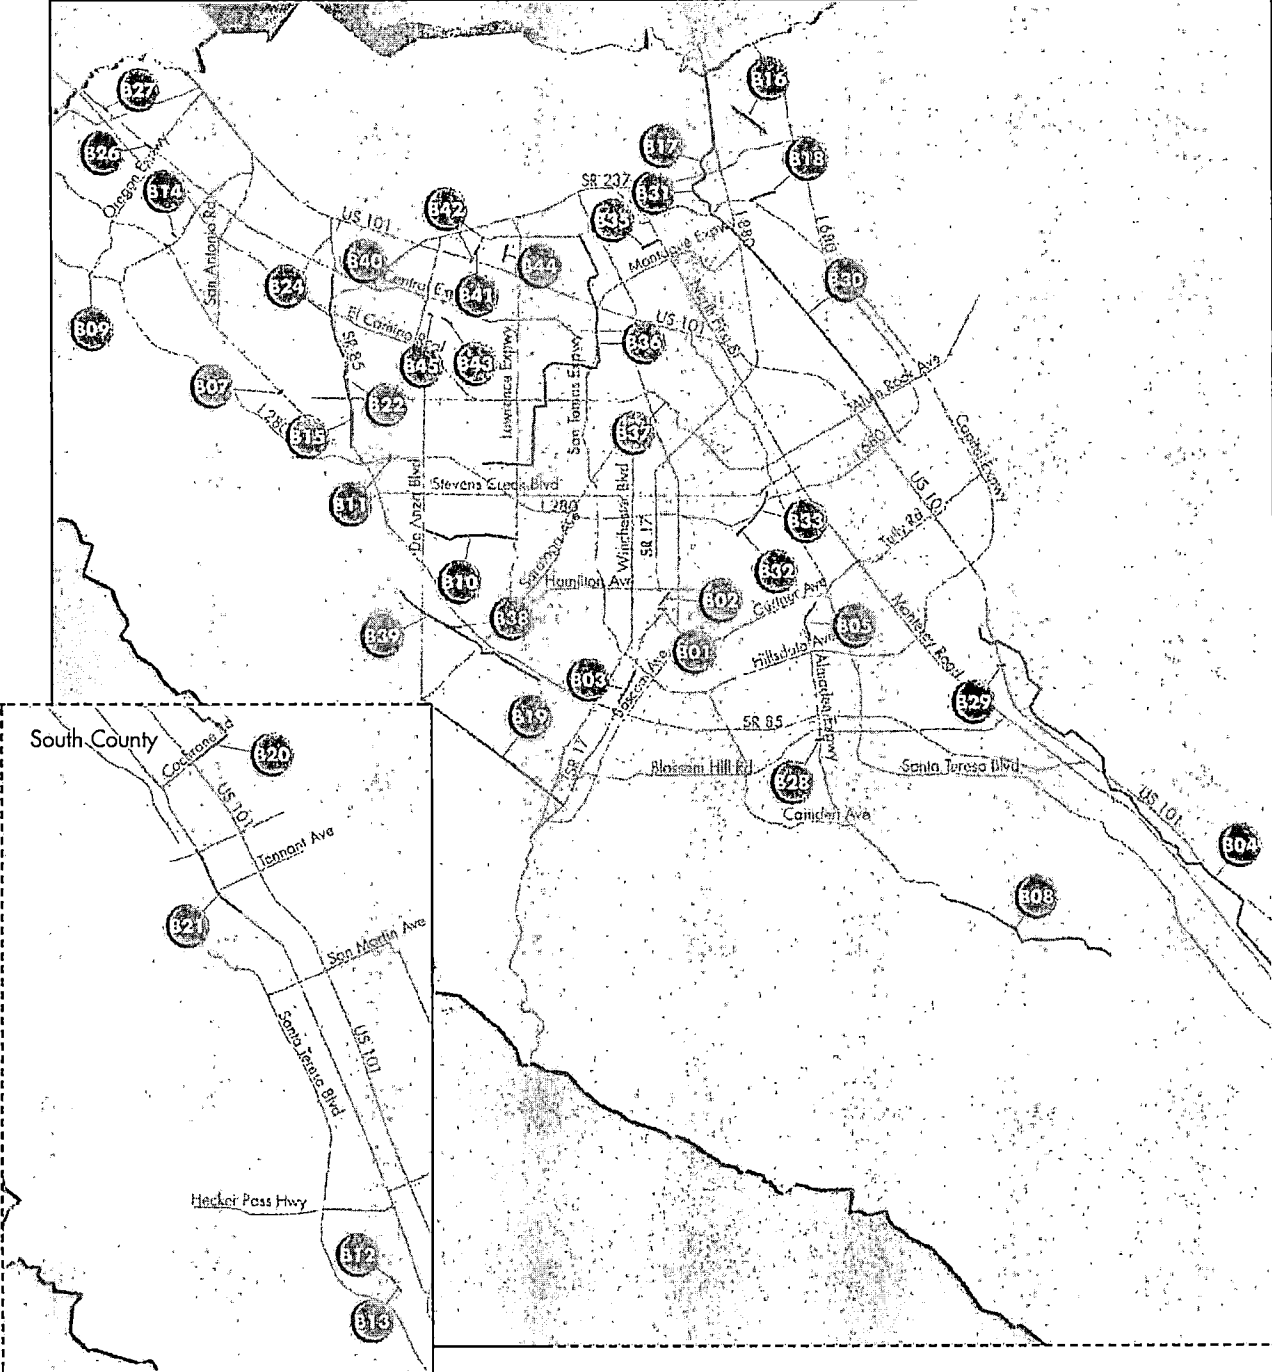 B27
B16
B26
B17
B18
Oregon Expwy
B14
SR 237
B31
San Antonio Rd
US 101
B42
B35
I 880
I 680
Montague Expwy
B40
B44
B24
Central Exp
B41
B30
North First St
B09
El Camino Real
US 101
SR 85
B45
B43
Lawrence Expwy
San Tomas Expwy
B36
B07
B22
Alum Rock Ave
I 280
B15
B37
I 680
Capitol Expwy
Stevens Creek Blvd
US 101
B11
De Anza Blvd
I 280
Saratoga Ave
Winchester Blvd
SR 17
B33
Tully Rd
B10
Hamilton Ave
B32
B02
Curtner Ave
B38
B39
B05
Monterey Road
B01
Hillsdale Ave
B03
Bascom Ave
Almaden Expwy
B29
B19
SR 85
South County
Cochrane Rd
B20
SR 17
Blossom Hill Rd
Santa Teresa Blvd
B28
US 101
US 101
Camden Ave
Tennant Ave
B04
B08
B21
San Martin Ave
Santa Teresa Blvd
US 101
Hecker Pass Hwy
B12
B13